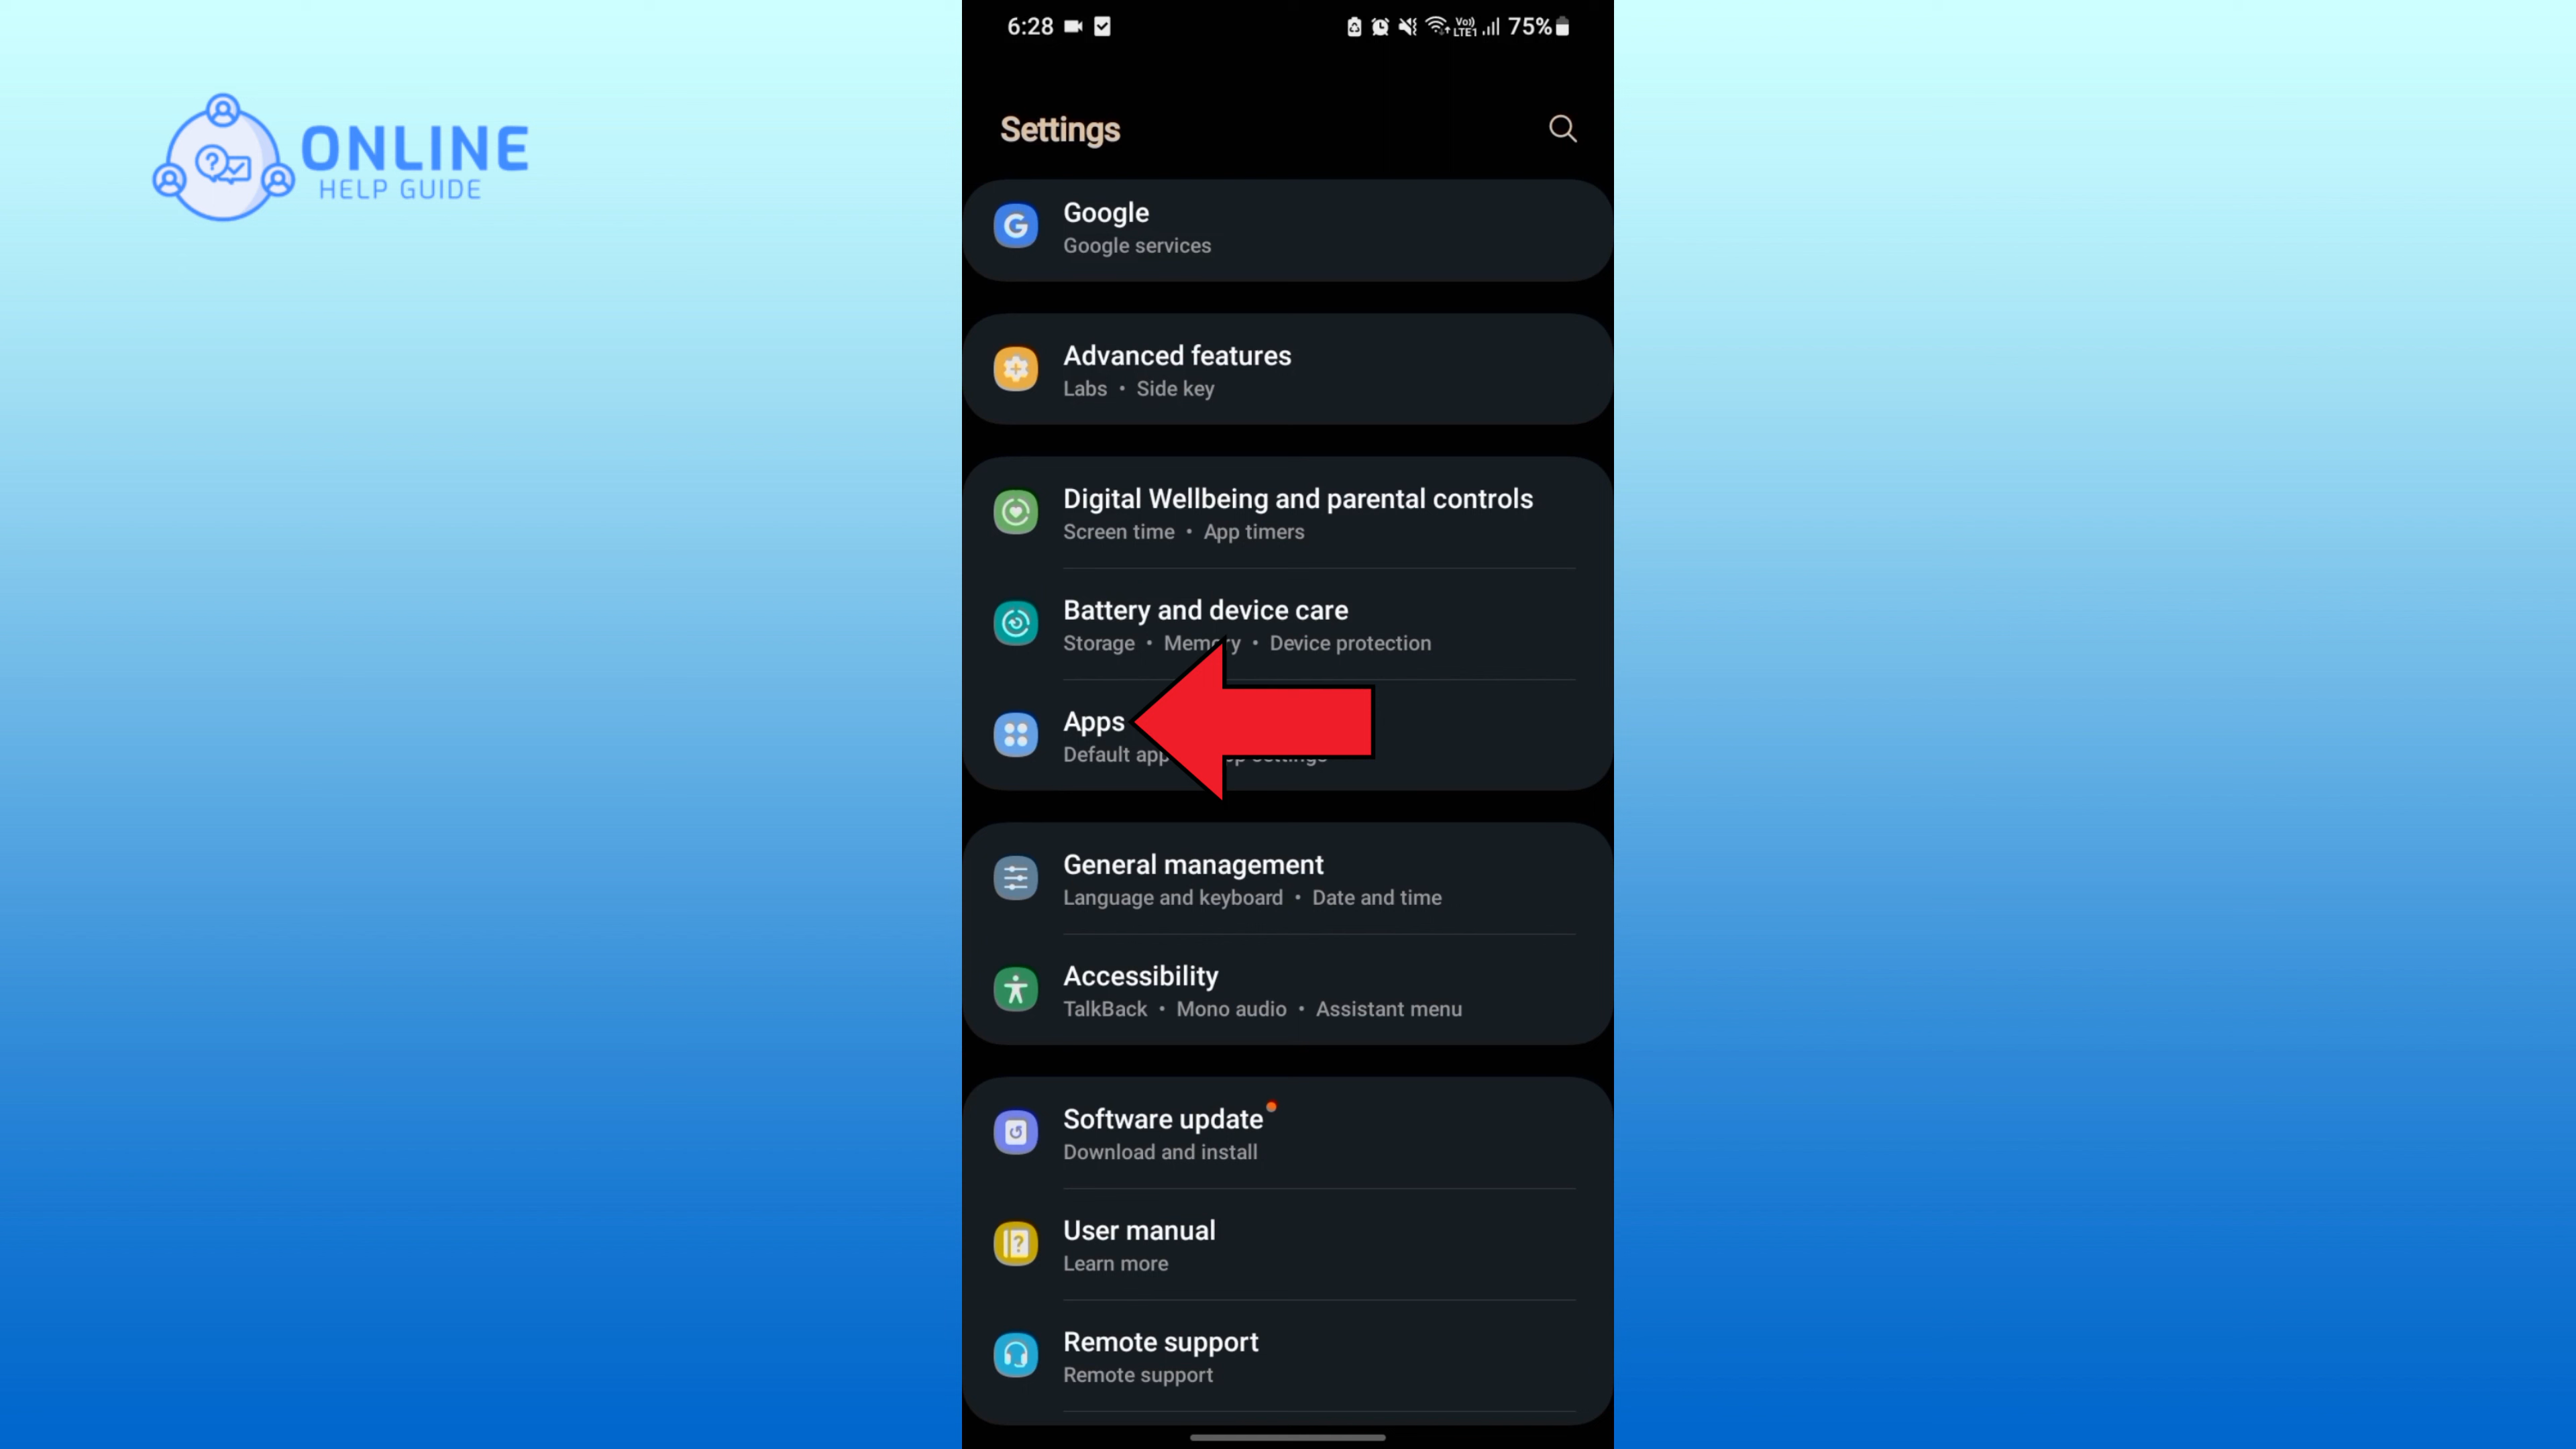 6:28
Vo)) LTE1 75%
ONLINE
HELP GUIDE
Settings
Google
Google services
Advanced features
Labs • Side key
Digital Wellbeing and parental controls
Screen time • App timers
Battery and device care
Storage • Memory • Device protection
Apps
Default app settings
General management
Language and keyboard • Date and time
Accessibility
TalkBack • Mono audio • Assistant menu
Software update
Download and install
User manual
Learn more
Remote support
Remote support